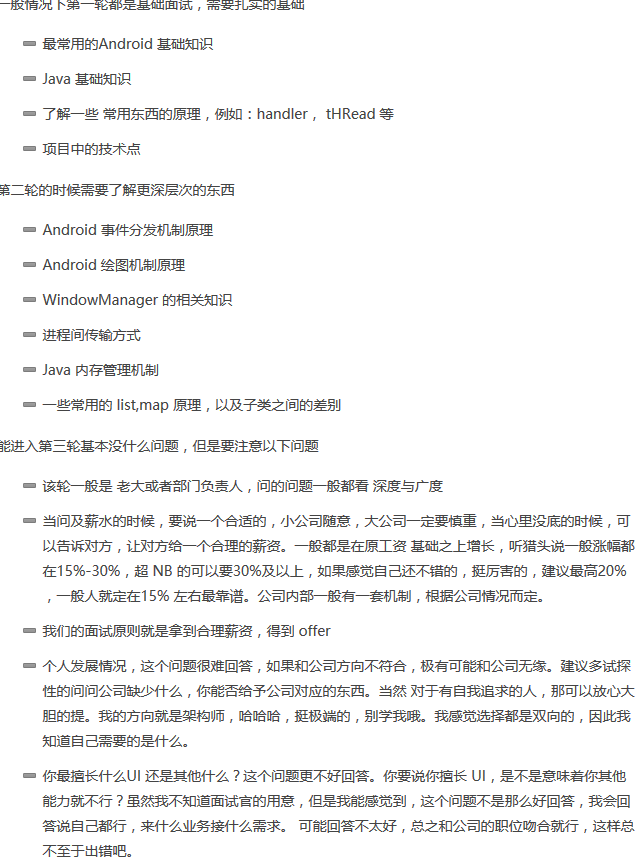 一般情况下第一轮都是基础面试，需要扎实的基础
最常用的Android 基础知识
Java 基础知识
了解一些 常用东西的原理，例如：handler， tHRead 等
项目中的技术点
第二轮的时候需要了解更深层次的东西
Android 事件分发机制原理
Android 绘图机制原理
WindowManager 的相关知识
进程间传输方式
Java 内存管理机制
一些常用的 list,map 原理，以及子类之间的差别
能进入第三轮基本没什么问题，但是要注意以下问题
该轮一般是 老大或者部门负责人，问的问题一般都看 深度与广度
当问及薪水的时候，要说一个合适的，小公司随意，大公司一定要慎重，当心里没底的时候，可
以告诉对方，让对方给一个合理的薪资。一般都是在原工资 基础之上增长，听猎头说一般涨幅都
在15%-30%，超 NB 的可以要30%及以上，如果感觉自己还不错的，挺厉害的，建议最高20%
，一般人就定在15% 左右最靠谱。公司内部一般有一套机制，根据公司情况而定。
我们的面试原则就是拿到合理薪资，得到 offer
个人发展情况，这个问题很难回答，如果和公司方向不符合，极有可能和公司无缘。建议多试探
性的问问公司缺少什么，你能否给予公司对应的东西。当然 对于有自我追求的人，那可以放心大
胆的提。我的方向就是架构师，哈哈哈，挺极端的，别学我哦。我感觉选择都是双向的，因此我
知道自己需要的是什么。
你最擅长什么UI 还是其他什么？这个问题更不好回答。你要说你擅长 UI，是不是意味着你其他
能力就不行？虽然我不知道面试官的用意，但是我能感觉到，这个问题不是那么好回答，我会回
答说自己都行，来什么业务接什么需求。 可能回答不太好，总之和公司的职位吻合就行，这样总
不至于出错吧。